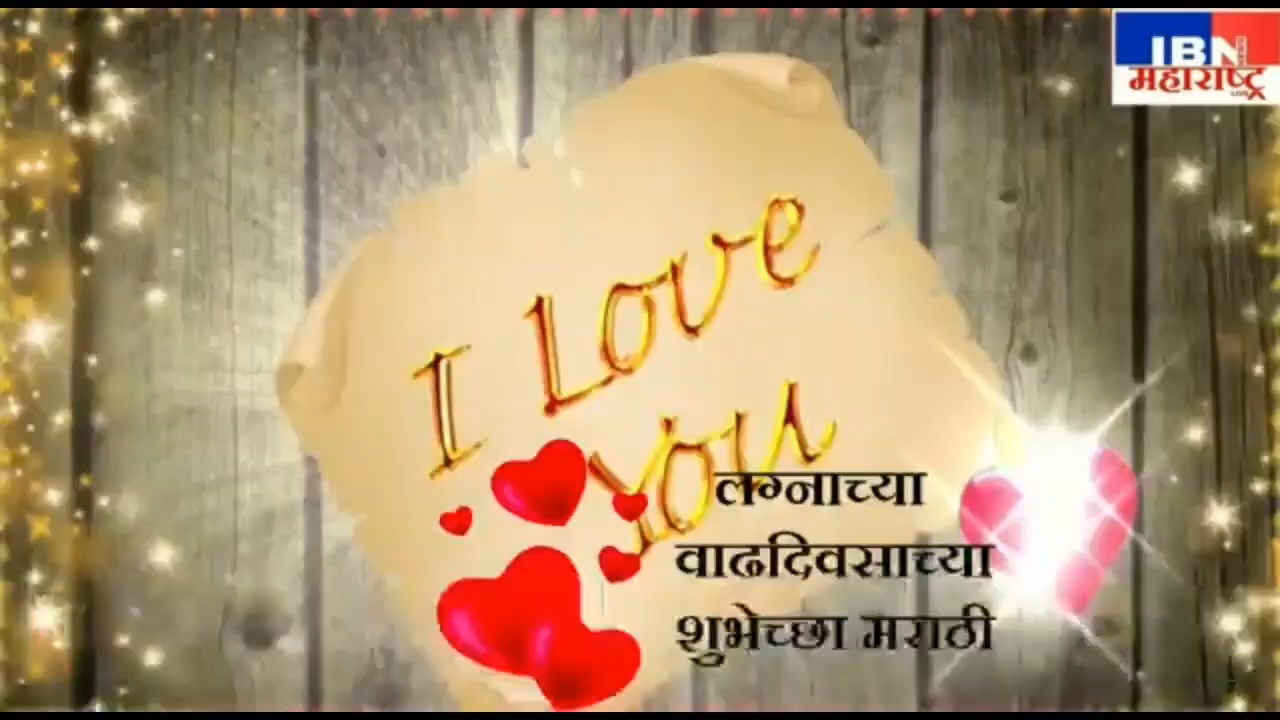 IBN
महाराष्ट्र
I Love
You
लग्नाच्या
वाढदिवसाच्या
शुभेच्छा मराठी